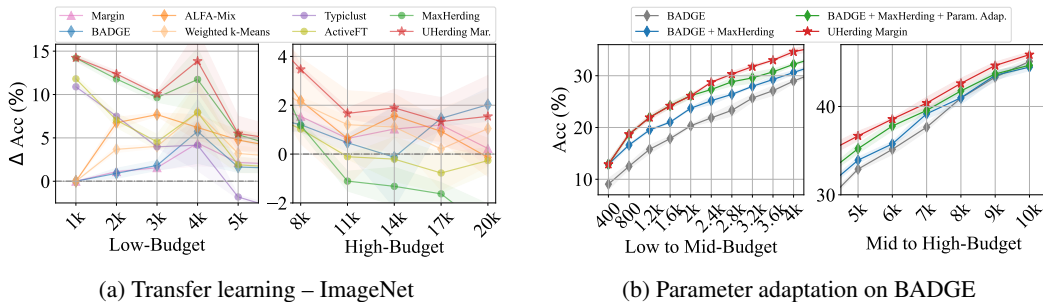 Margin
BADGE
ALFA-Mix
Weighted k-Means
Typiclust
ActiveFT
MaxHerding
UHerding Mar.
Δ Acc (%)
15
10
5
0
1k
2k
3k
4k
5k
Low-Budget
4
2
0
−2
8k
11k
14k
17k
20k
High-Budget
(a) Transfer learning – ImageNet
BADGE
BADGE + MaxHerding
BADGE + MaxHerding + Param. Adap.
UHerding Margin
Acc (%)
30
20
10
400
800
1.2k
1.6k
2k
2.4k
2.8k
3.2k
3.6k
4k
Low to Mid-Budget
40
30
5k
6k
7k
8k
9k
10k
Mid to High-Budget
(b) Parameter adaptation on BADGE